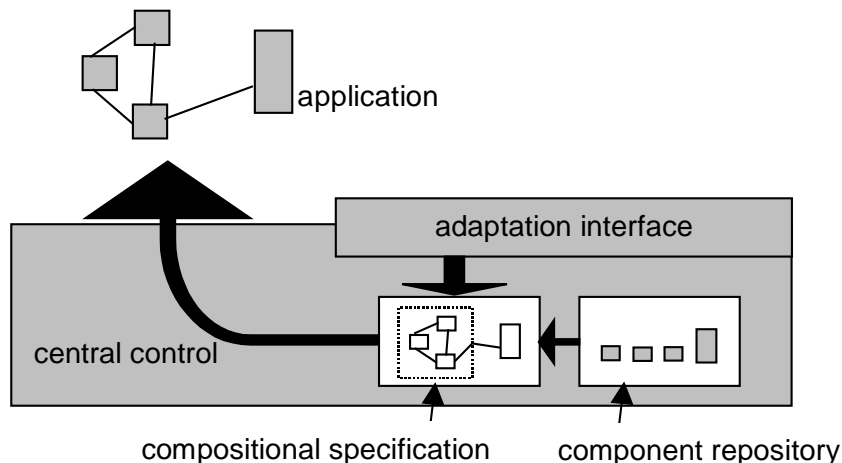 application
adaptation interface
central control
compositional specification
component repository